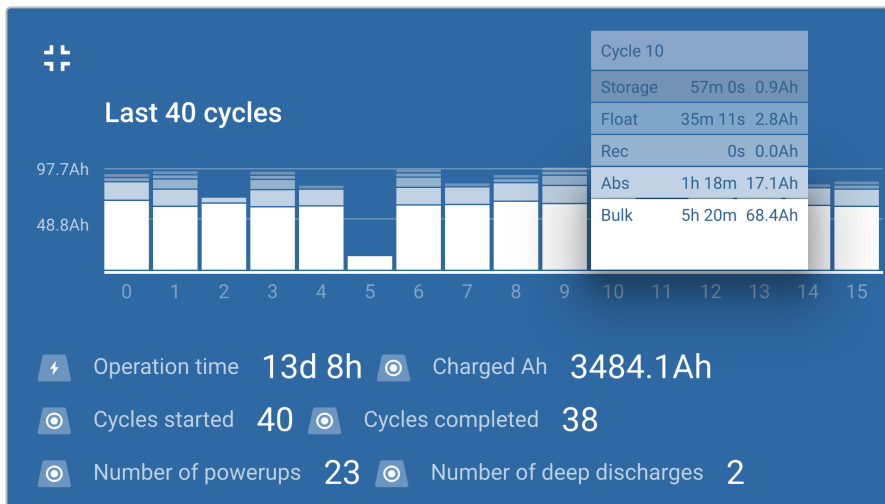 Cycle 10
Storage 57m 0s 0.9Ah
Last 40 cycles
Float 35m 11s 2.8Ah
Rec 0s 0.0Ah
97.7Ah
Abs 1h 18m 17.1Ah
Bulk 5h 20m 68.4Ah
48.8Ah
0 1 2 3 4 5 6 7 8 9 10 11 12 13 14 15
Operation time 13d 8h Charged Ah 3484.1Ah
Cycles started 40 Cycles completed 38
Number of powerups 23 Number of deep discharges 2